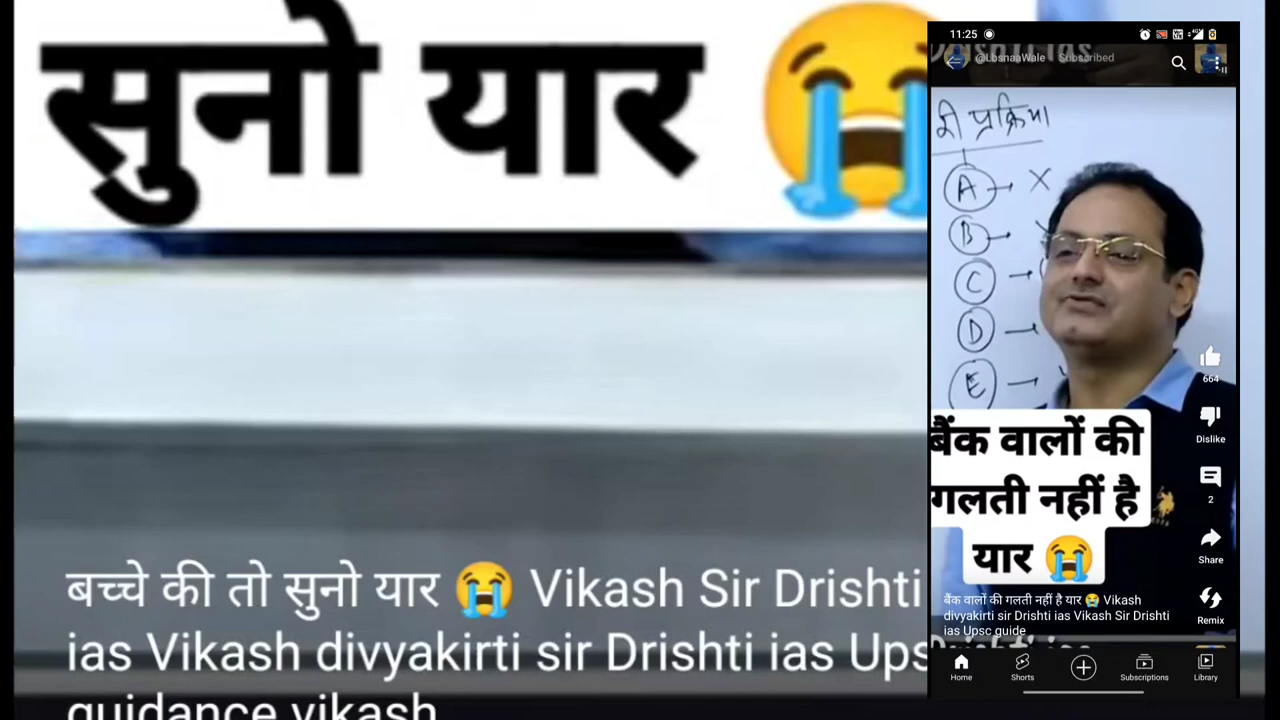 सुनो यार 😭
बच्चे की तो सुनो यार 😭 Vikash Sir Drishti
ias Vikash divyakirti sir Drishti ias Ups
guidance vikash
11:25
@LbsnaaWale Subscribed
री प्रक्रिया
A → X
B →
C →
D →
E →
664
Dislike
2
Share
Remix
बैंक वालों की
गलती नहीं है
यार 😭
बैंक वालों की गलती नहीं है यार 😭 Vikash
divyakirti sir Drishti ias Vikash Sir Drishti
ias Upsc guide
Home
Shorts
Subscriptions
Library